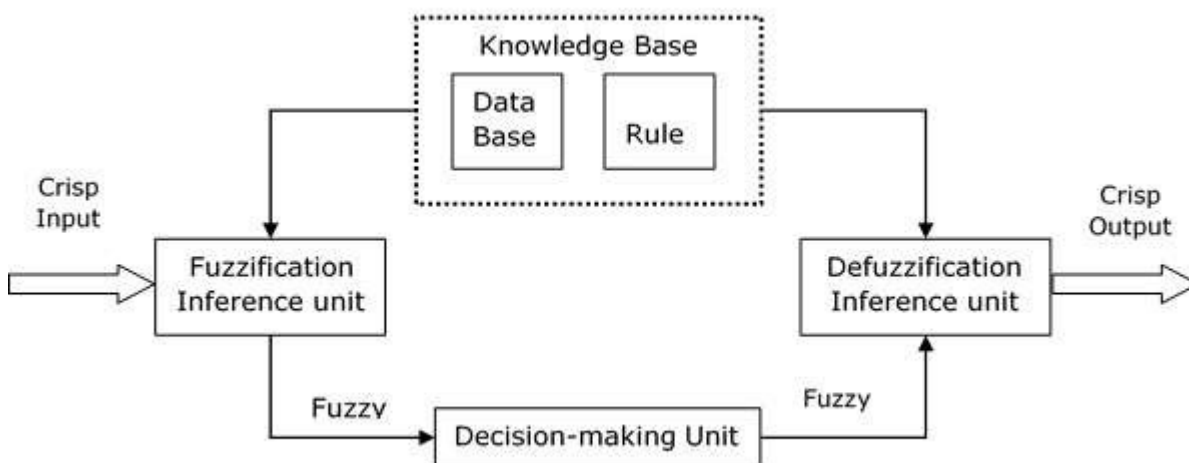 Knowledge Base
Data
Base
Rule
Crisp
Input
Crisp
Output
Fuzzification
Inference unit
Defuzzification
Inference unit
Fuzzy
Fuzzy
Decision-making Unit